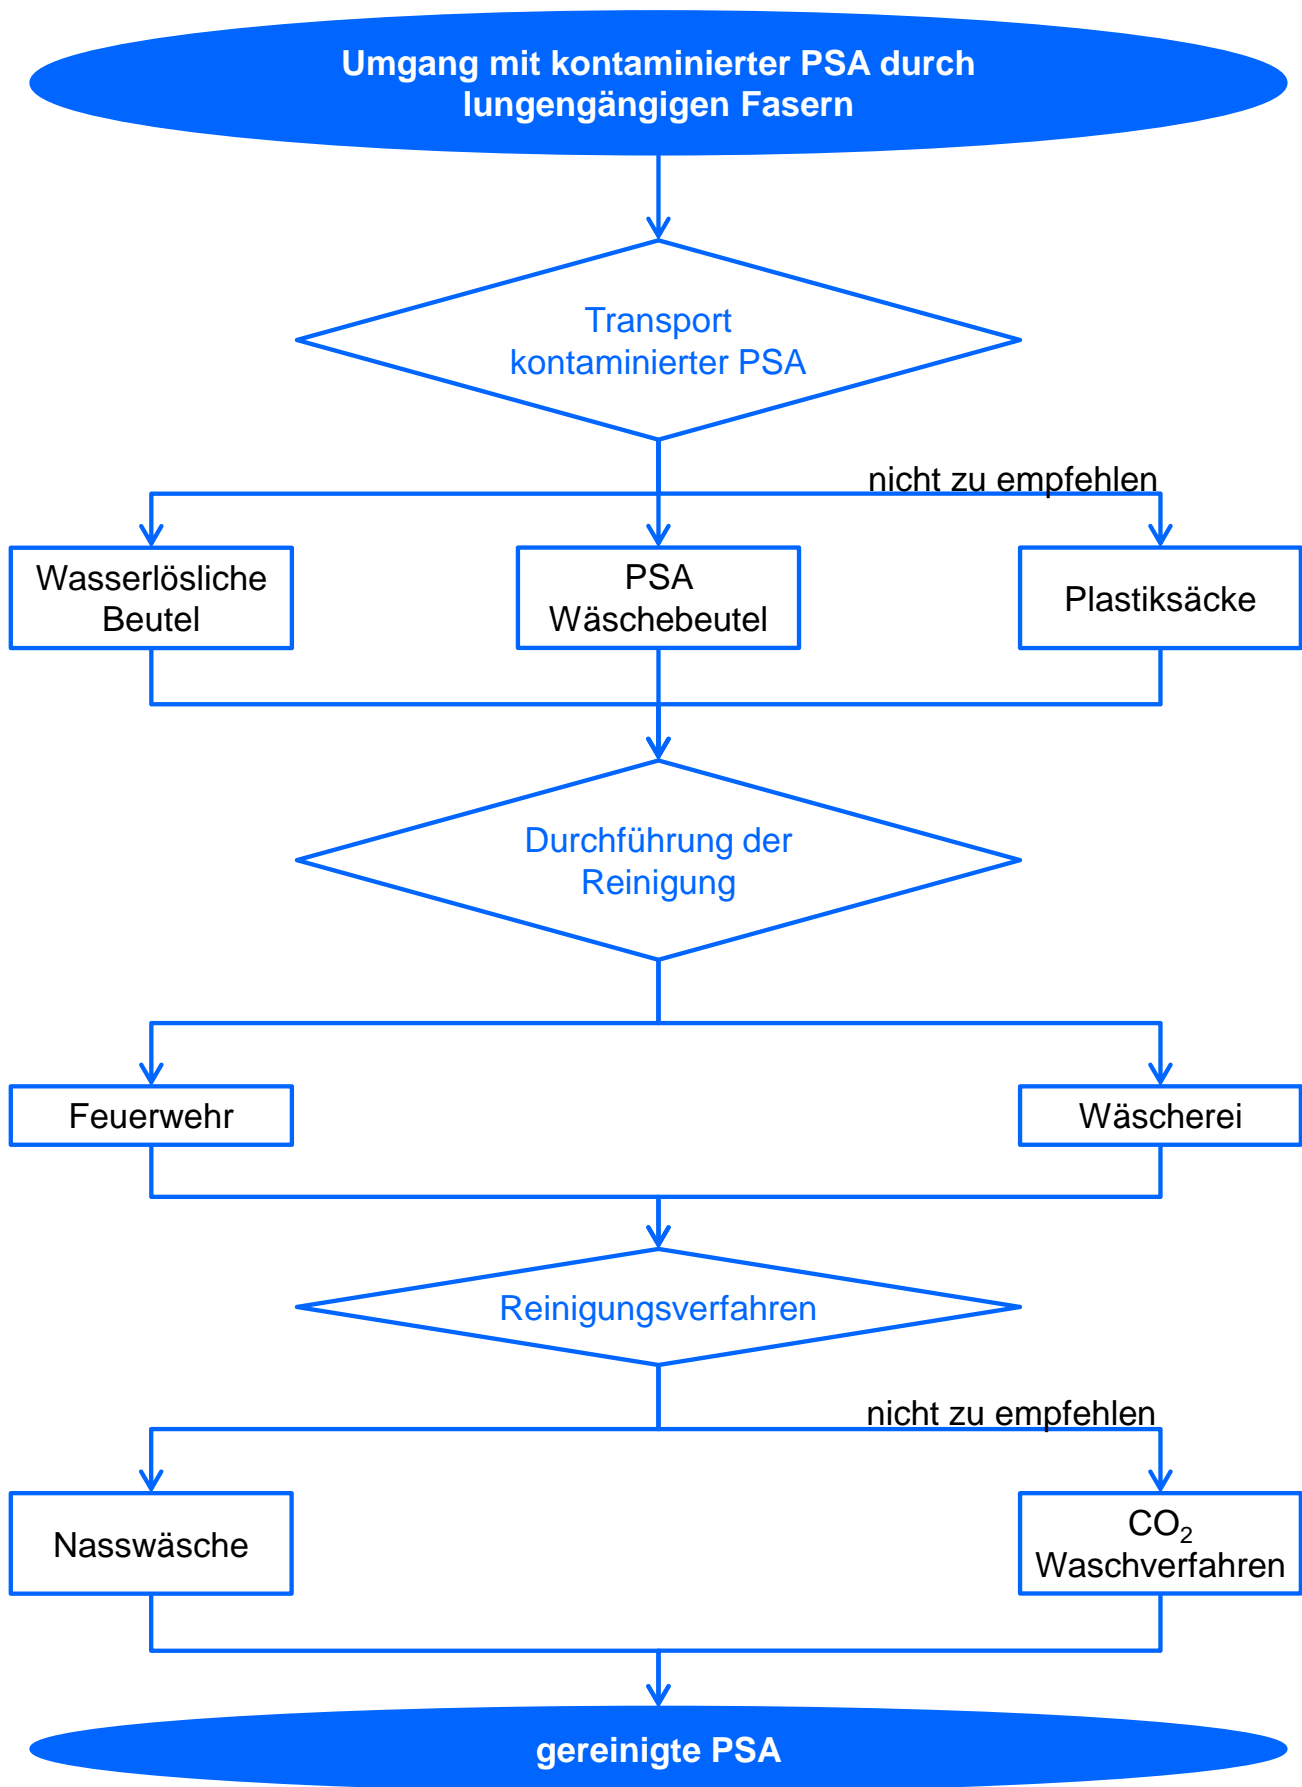 Umgang mit kontaminierter PSA durch
lungengängigen Fasern
Transport
kontaminierter PSA
nicht zu empfehlen
Wasserlösliche
Beutel
PSA
Wäschebeutel
Plastiksäcke
Durchführung der
Reinigung
Feuerwehr
Wäscherei
Reinigungsverfahren
nicht zu empfehlen
Nasswäsche
CO₂
Waschverfahren
gereinigte PSA